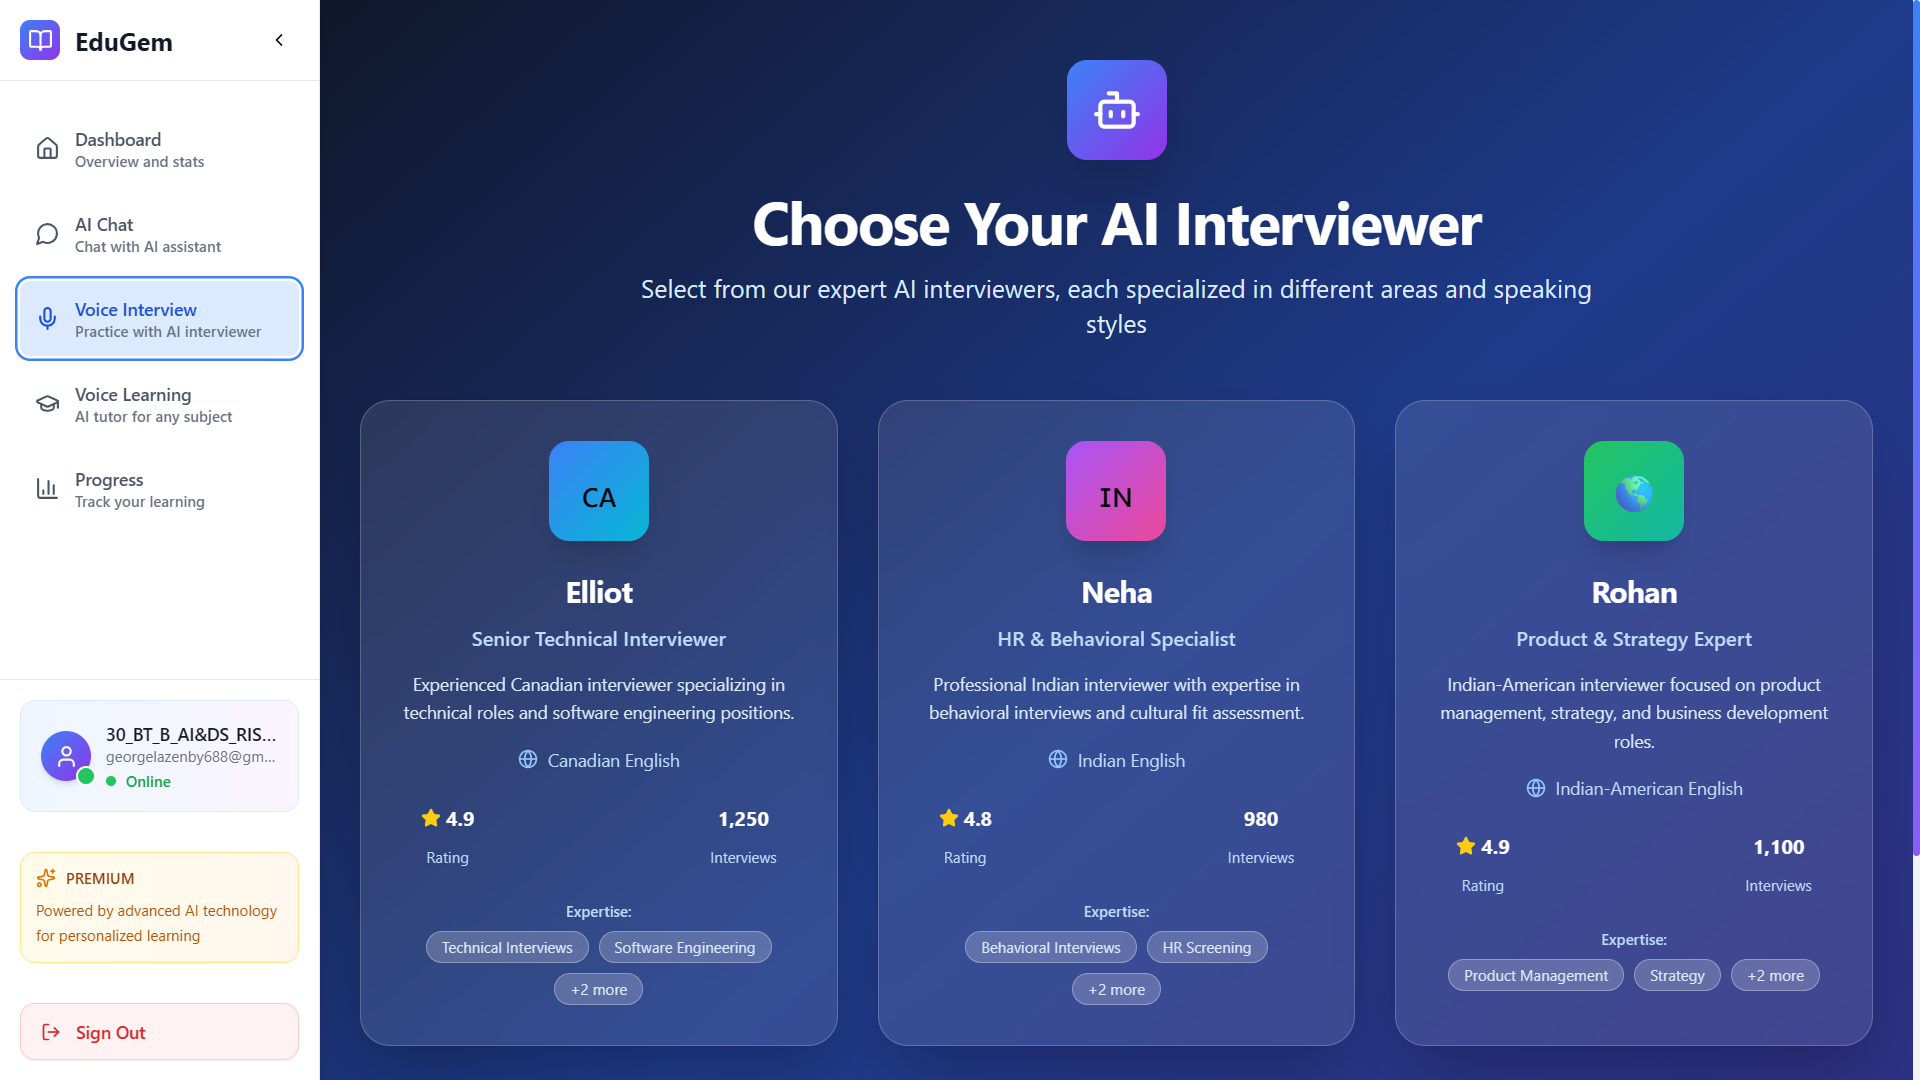 EduGem
Dashboard
Overview and stats
AI Chat
Chat with AI assistant
Voice Interview
Practice with AI interviewer
Voice Learning
AI tutor for any subject
Progress
Track your learning
30_BT_B_AI&DS_RIS...
georgelazenby688@gm...
Online
PREMIUM
Powered by advanced AI technology
for personalized learning
Sign Out
Choose Your AI Interviewer
Select from our expert AI interviewers, each specialized in different areas and speaking
styles
CA
Elliot
Senior Technical Interviewer
Experienced Canadian interviewer specializing in
technical roles and software engineering positions.
Canadian English
4.9 1,250
Rating Interviews
Expertise:
Technical Interviews Software Engineering
+2 more
IN
Neha
HR & Behavioral Specialist
Professional Indian interviewer with expertise in
behavioral interviews and cultural fit assessment.
Indian English
4.8 980
Rating Interviews
Expertise:
Behavioral Interviews HR Screening
+2 more
Rohan
Product & Strategy Expert
Indian-American interviewer focused on product
management, strategy, and business development
roles.
Indian-American English
4.9 1,100
Rating Interviews
Expertise:
Product Management Strategy +2 more